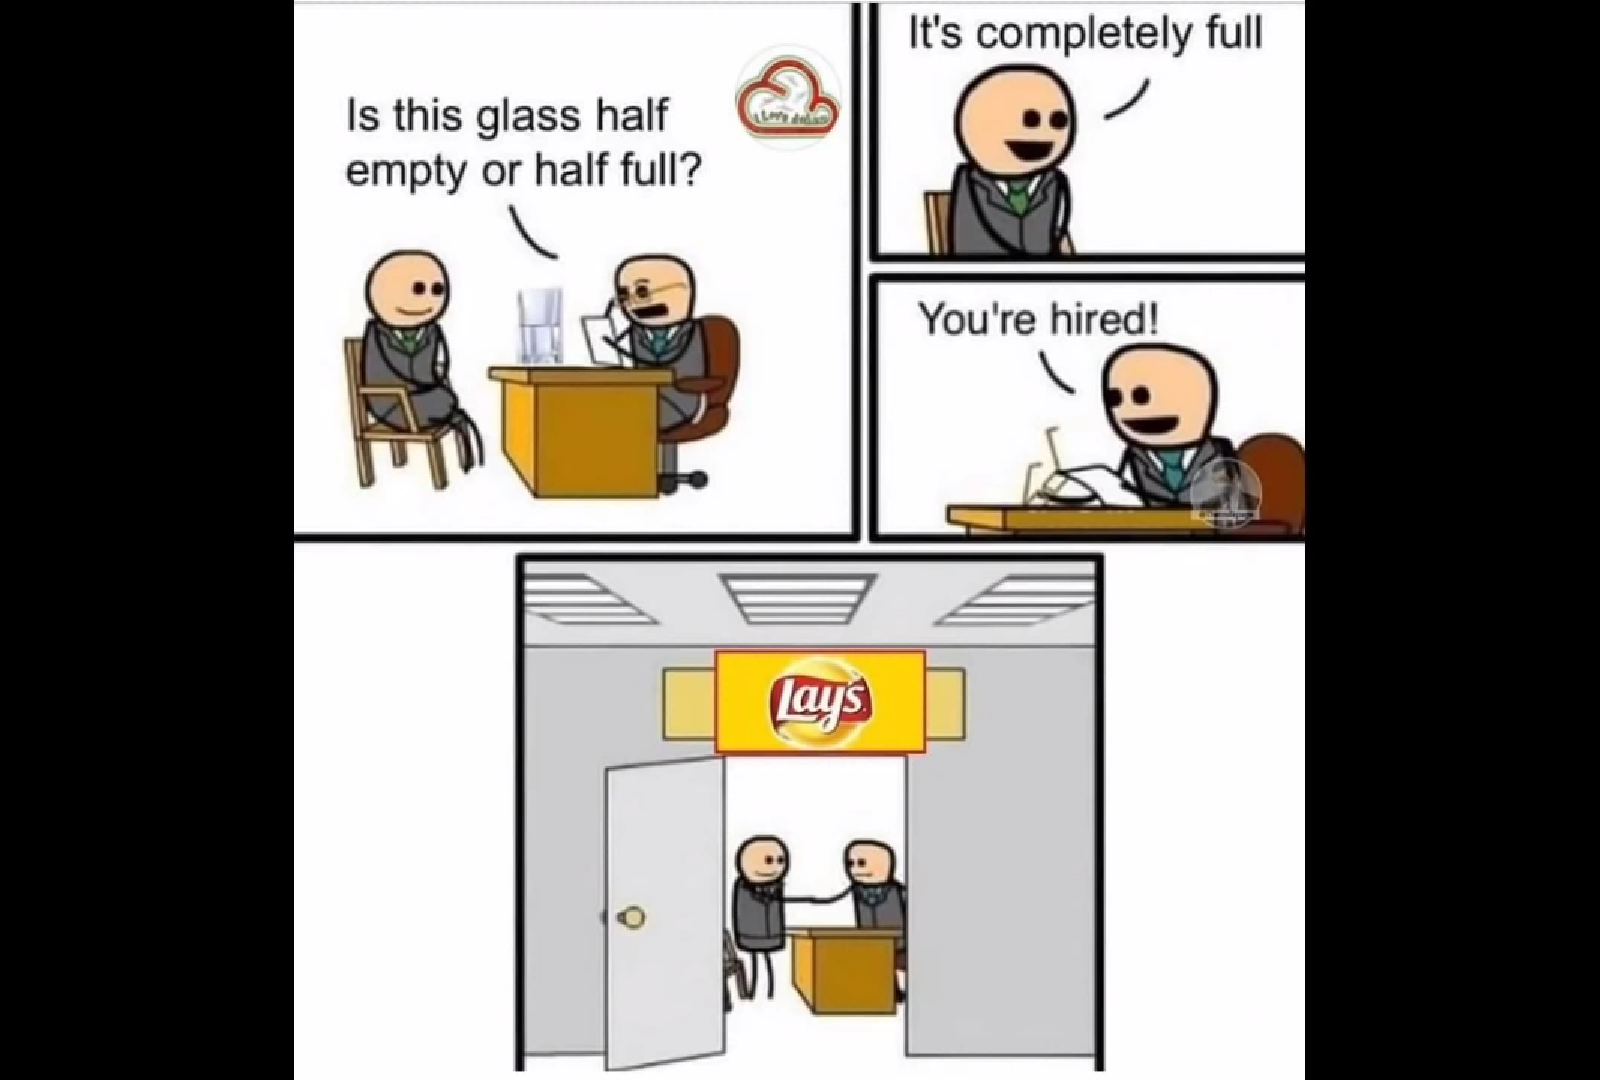 Is this glass half
empty or half full?
It's completely full
You're hired!
Lay's